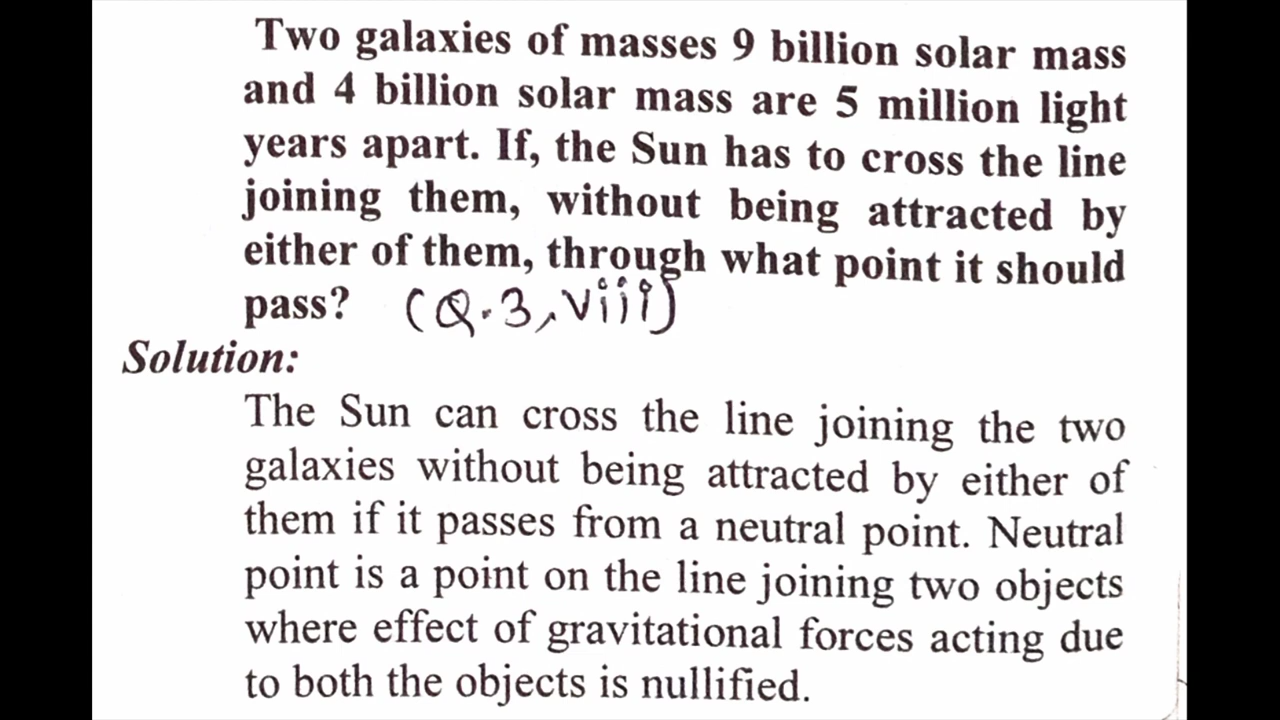 Two galaxies of masses 9 billion solar mass
and 4 billion solar mass are 5 million light
years apart. If, the Sun has to cross the line
joining them, without being attracted by
either of them, through what point it should
pass? (Q.3, viii)
Solution:
The Sun can cross the line joining the two
galaxies without being attracted by either of
them if it passes from a neutral point. Neutral
point is a point on the line joining two objects
where effect of gravitational forces acting due
to both the objects is nullified.